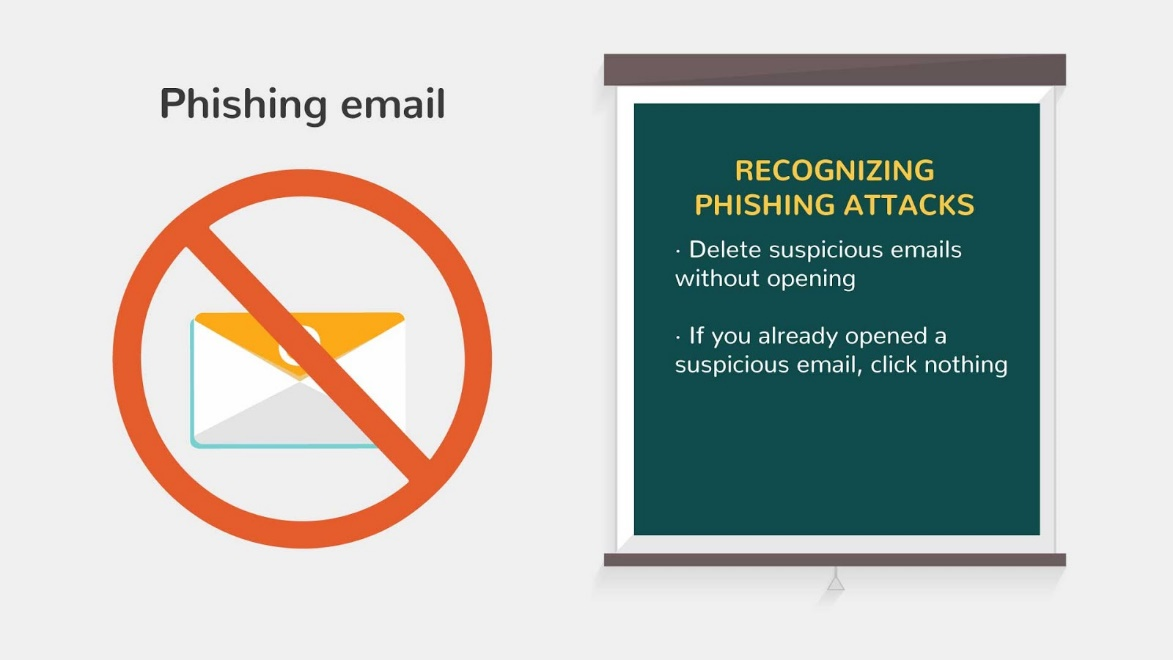 Phishing email
RECOGNIZING
PHISHING ATTACKS
· Delete suspicious emails
without opening
· If you already opened a
suspicious email, click nothing